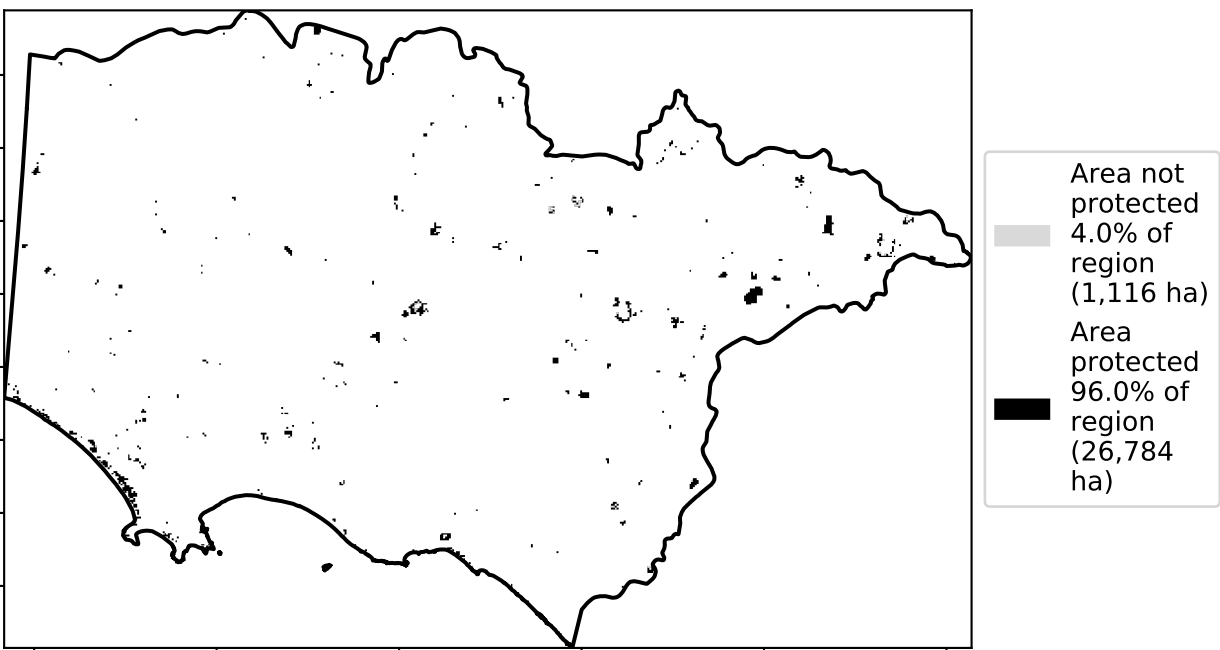 Area not
protected
4.0% of
region
(1,116 ha)
Area
protected
96.0% of
region
(26,784
ha)